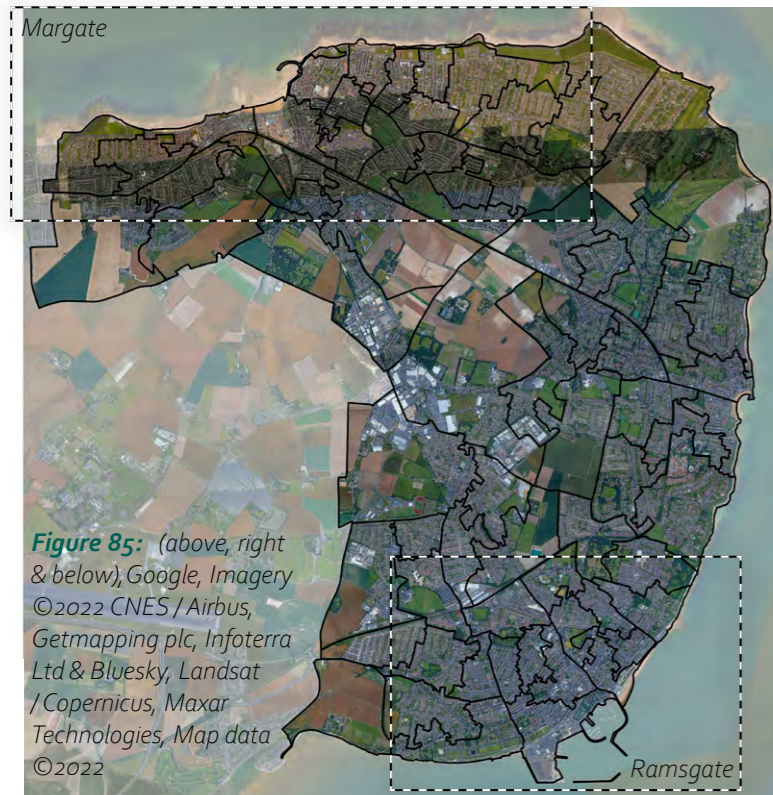 Margate
Figure 85: (above, right
& below),Google, Imagery
©2022 CNES / Airbus,
Getmapping plc, Infoterra
Ltd & Bluesky, Landsat
/ Copernicus, Maxar
Technologies, Map data
©2022
Ramsgate